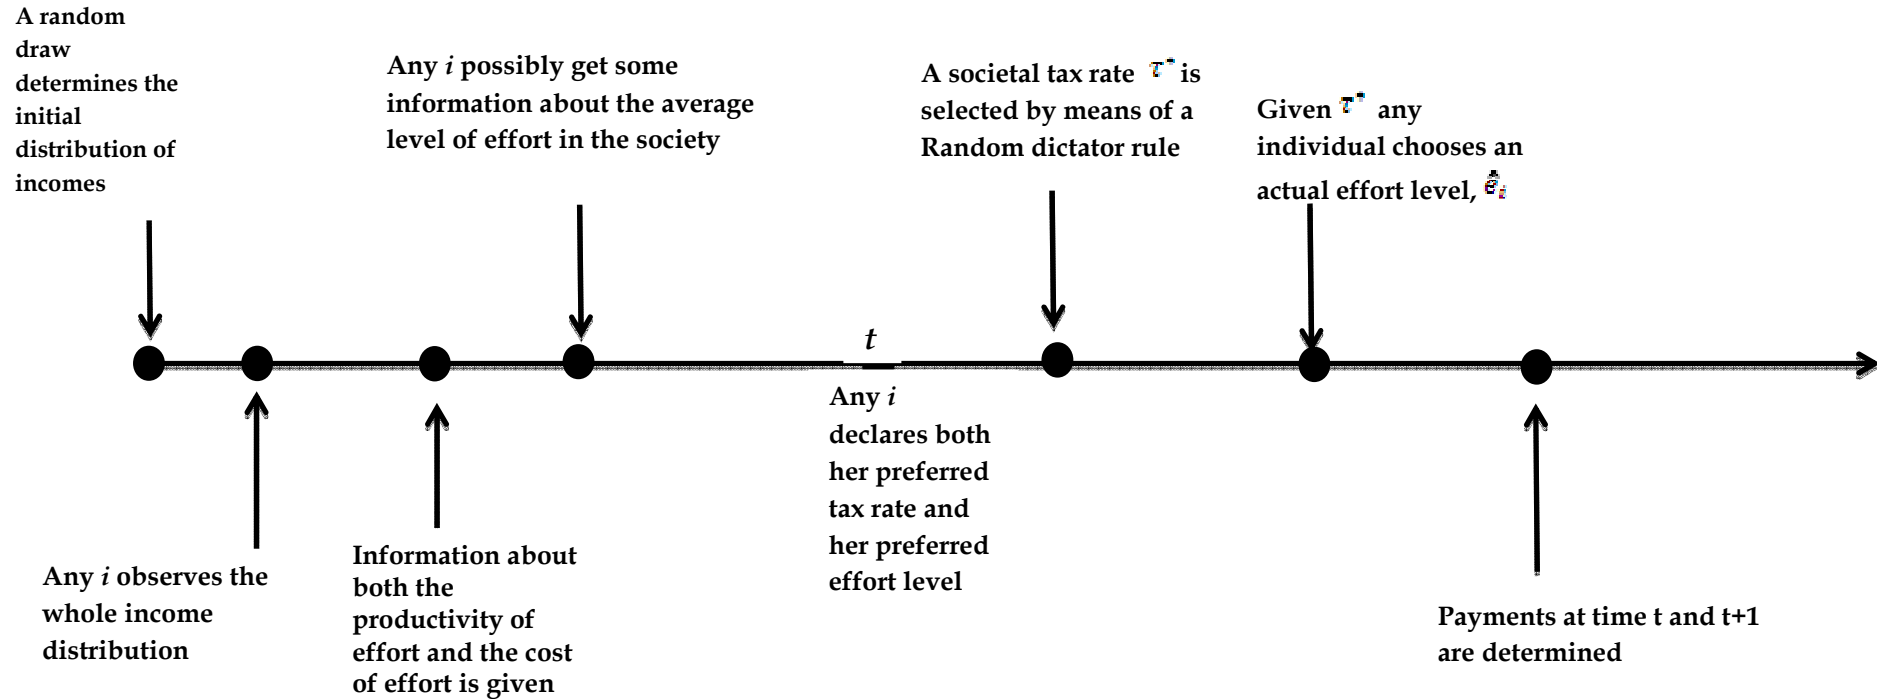 A random
draw
determines the
initial
distribution of
incomes
Any i possibly get some
information about the average
level of effort in the society
A societal tax rate τ* is
selected by means of a
Random dictator rule
Given τ* any
individual chooses an
actual effort level, ê_i
t
Any i
declares both
her preferred
tax rate and
her preferred
effort level
Any i observes the
whole income
distribution
Information about
both the
productivity of
effort and the cost
of effort is given
Payments at time t and t+1
are determined